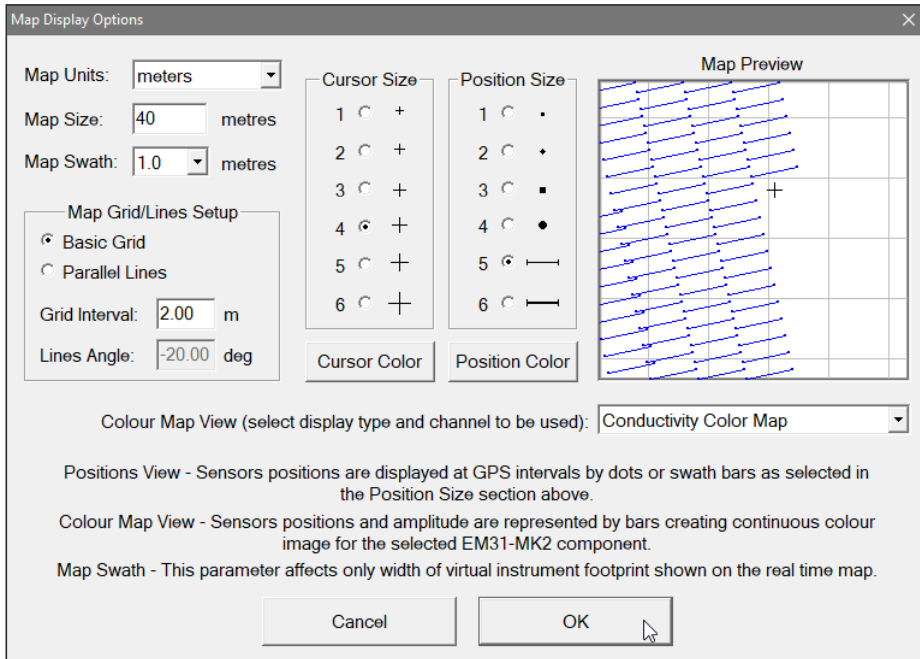 Map Display Options
Map Units: meters
Map Size: 40 metres
Map Swath: 1.0 metres
Map Grid/Lines Setup
Basic Grid
Parallel Lines
Grid Interval: 2.00 m
Lines Angle: -20.00 deg
Cursor Size
1
2
3
4
5
6
Cursor Color
Position Size
1
2
3
4
5
6
Position Color
Map Preview
Colour Map View (select display type and channel to be used): Conductivity Color Map
Positions View - Sensors positions are displayed at GPS intervals by dots or swath bars as selected in
the Position Size section above.
Colour Map View - Sensors positions and amplitude are represented by bars creating continuous colour
image for the selected EM31-MK2 component.
Map Swath - This parameter affects only width of virtual instrument footprint shown on the real time map.
Cancel
OK